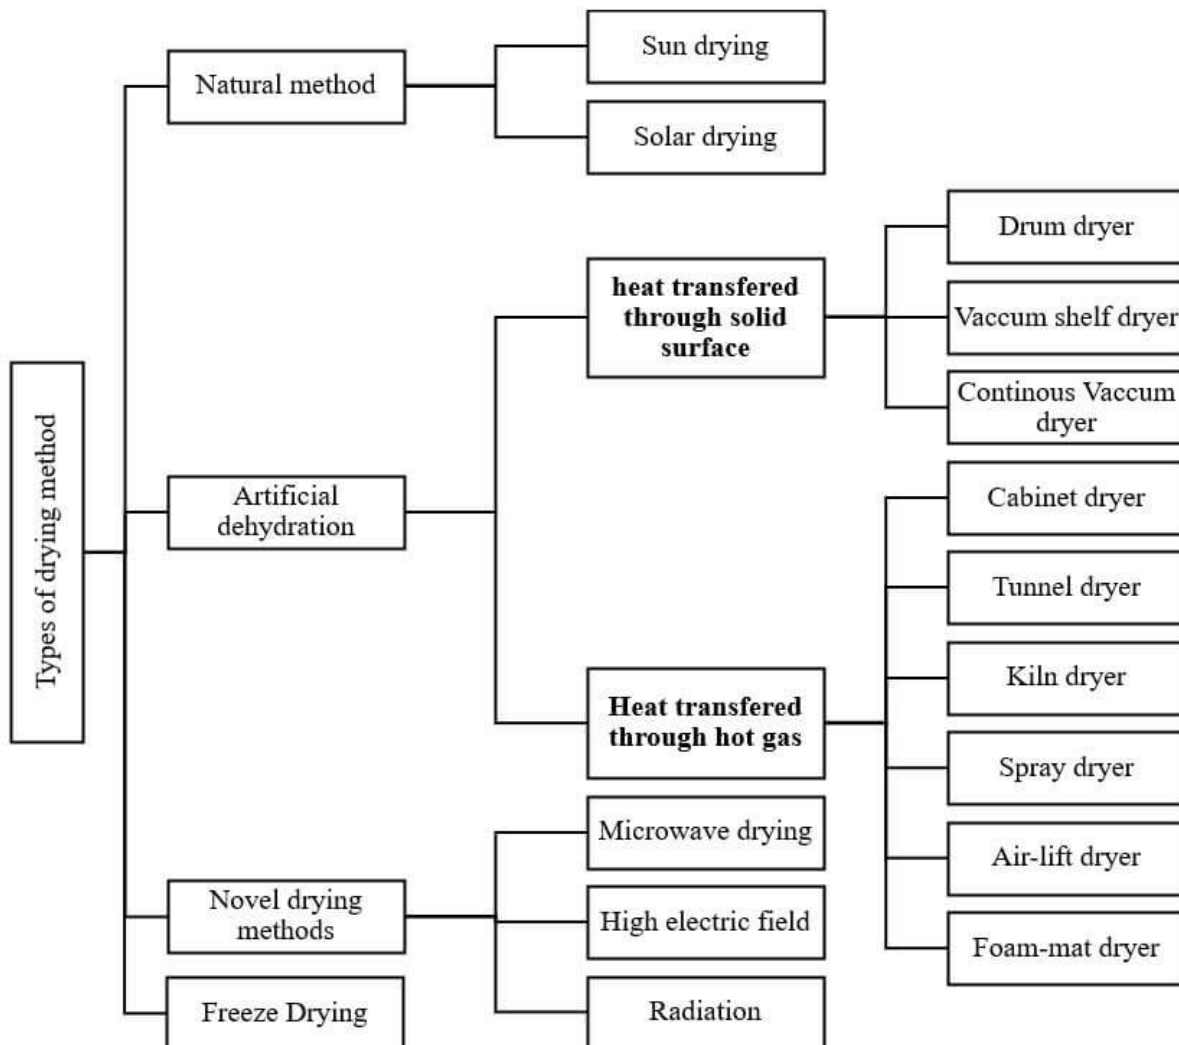 Types of drying method
Natural method
Sun drying
Solar drying
Artificial
dehydration
heat transfered
through solid
surface
Drum dryer
Vaccum shelf dryer
Continous Vaccum
dryer
Heat transfered
through hot gas
Cabinet dryer
Tunnel dryer
Kiln dryer
Spray dryer
Air-lift dryer
Foam-mat dryer
Novel drying
methods
Microwave drying
High electric field
Radiation
Freeze Drying